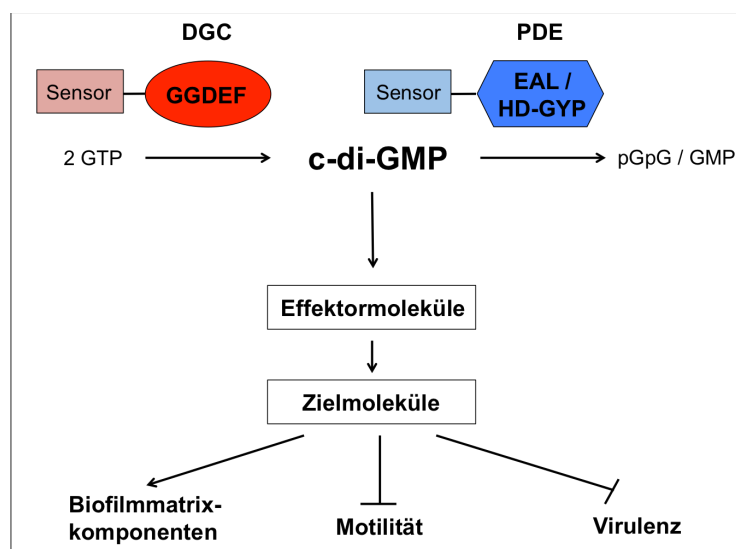 DGC
PDE
Sensor
GGDEF
Sensor
EAL /
HD-GYP
2 GTP
c-di-GMP
pGpG / GMP
Effektormoleküle
Zielmoleküle
Biofilmmatrix-
komponenten
Motilität
Virulenz